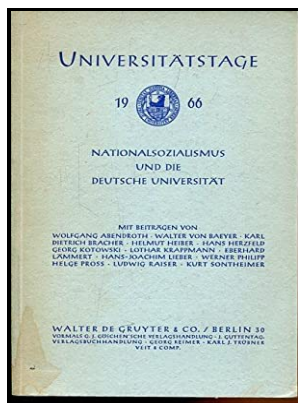 UNIVERSITÄTSTAGE
19 66
NATIONALSOZIALISMUS
UND DIE
DEUTSCHE UNIVERSITÄT
MIT BEITRÄGEN VON
WOLFGANG ABENDROTH · WALTER VON BAEYER · KARL
DIETRICH BRACHER · HELMUT HEIBER · HANS HERZFELD
GEORG KOTOWSKI · LOTHAR KRAPPMANN · EBERHARD
LÄMMERT · HANS-JOACHIM LIEBER · WERNER PHILIPP
HELGE PROSS · LUDWIG RAISER · KURT SONTHEIMER
WALTER DE GRUYTER & CO. / BERLIN 30
VORMALS G. J. GÖSCHEN'SCHE VERLAGSHANDLUNG · J. GUTTENTAG,
VERLAGSBUCHHANDLUNG · GEORG REIMER · KARL J. TRÜBNER
VEIT & COMP.